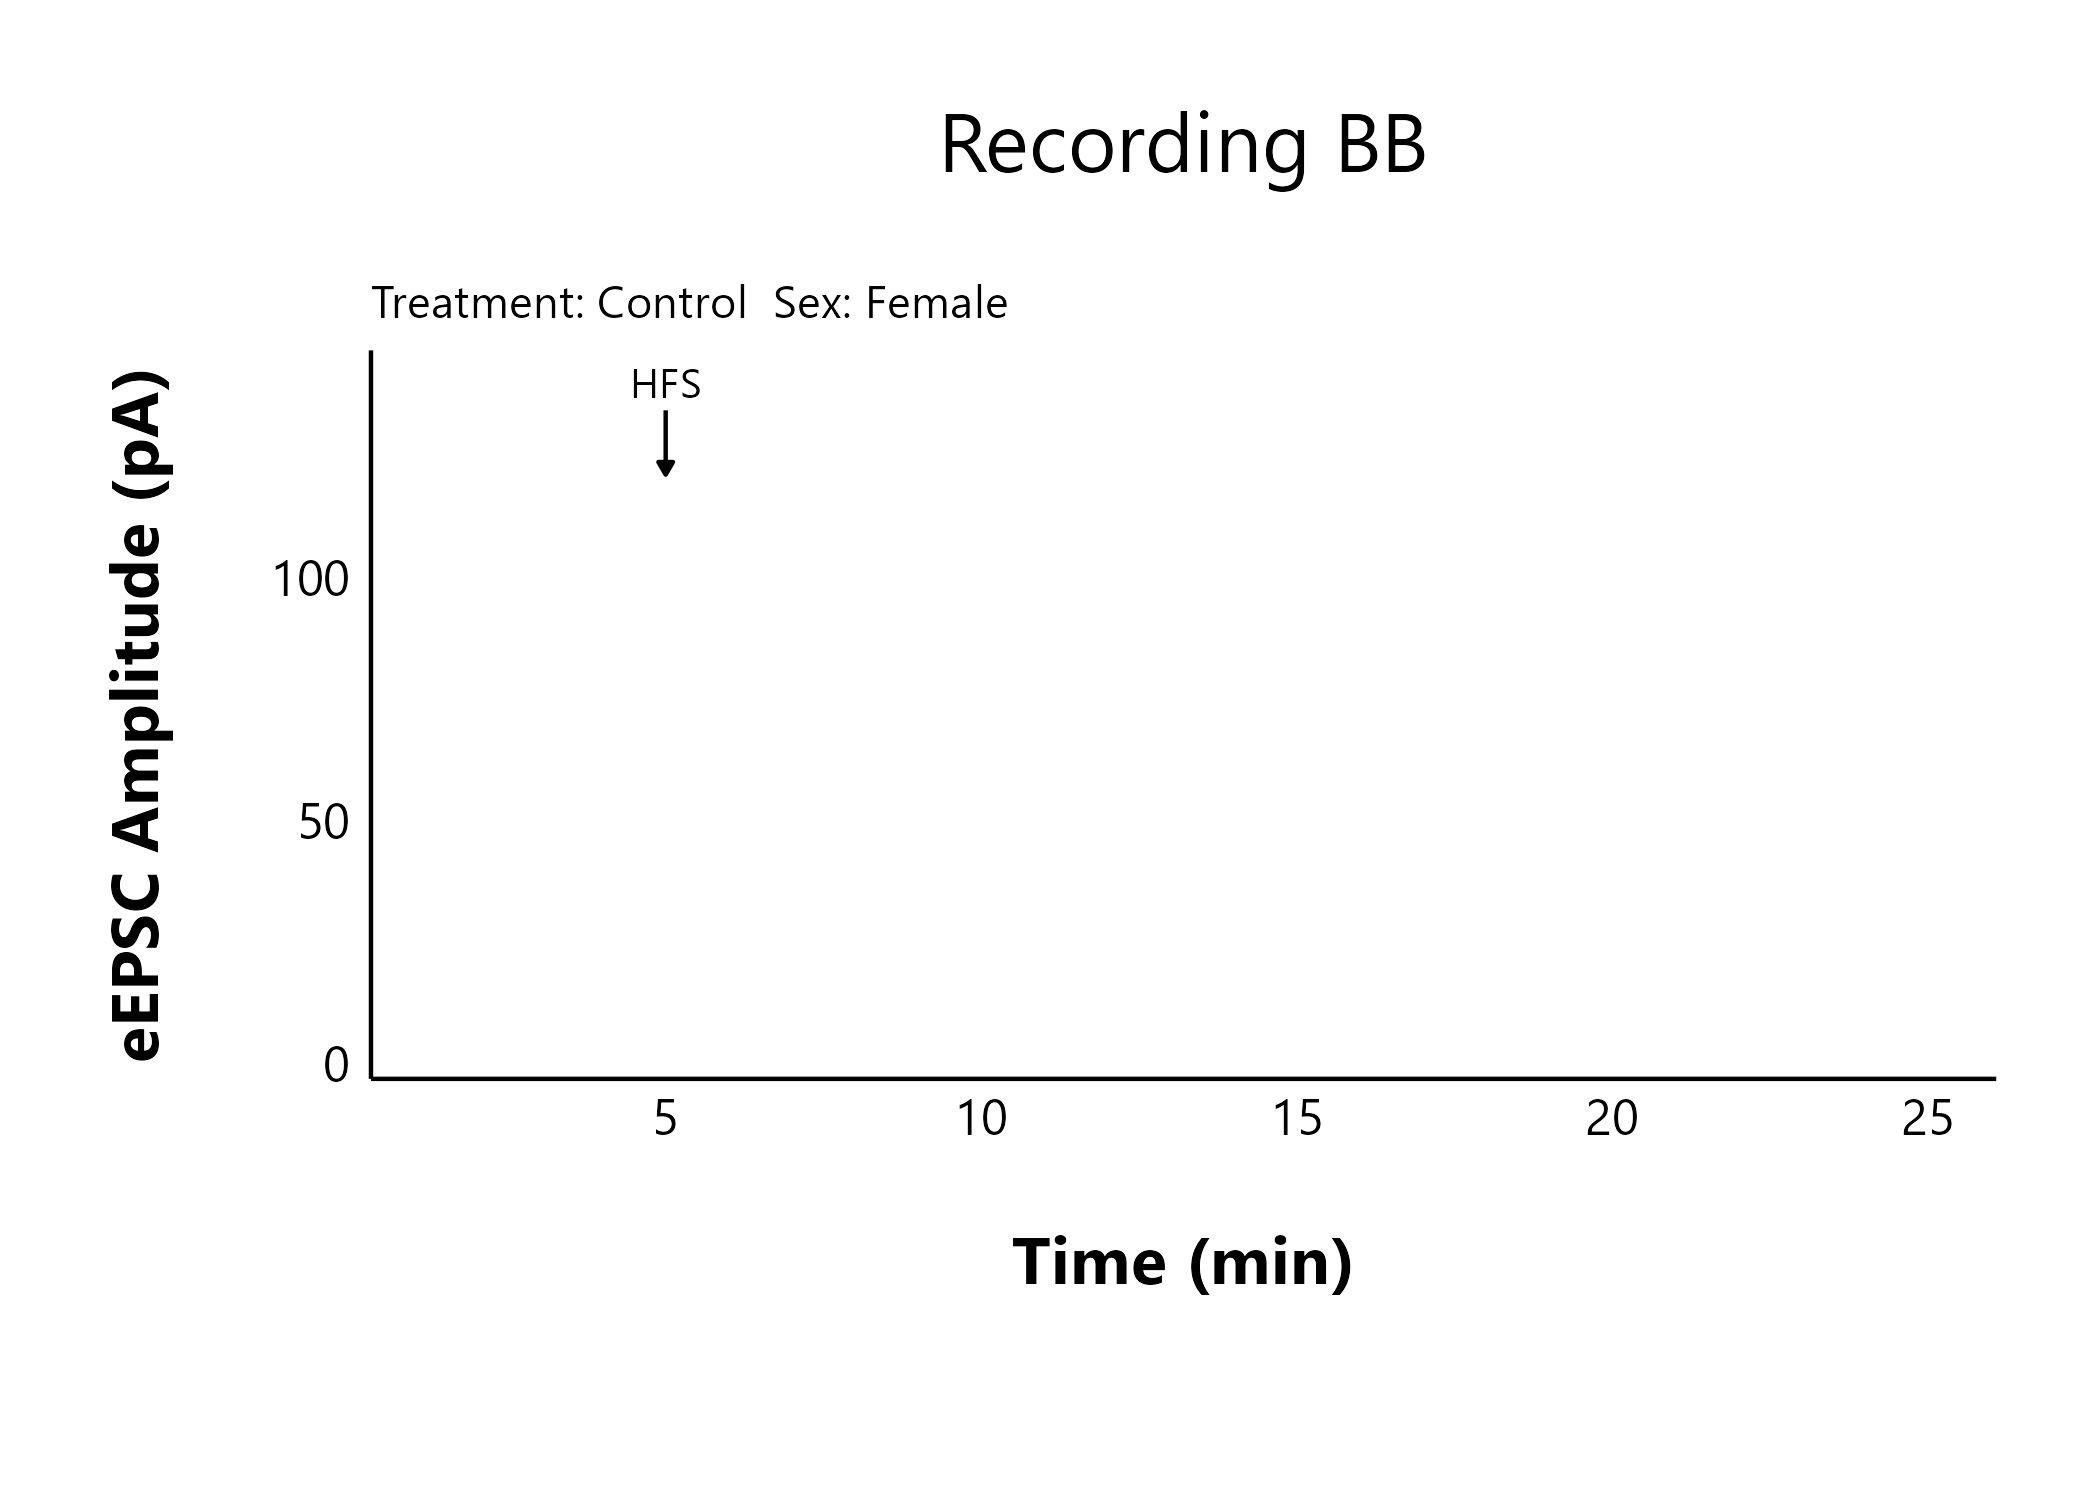 Recording BB
Treatment: Control  Sex: Female
HFS
eEPSC Amplitude (pA)
100
50
0
5 10 15 20 25
Time (min)